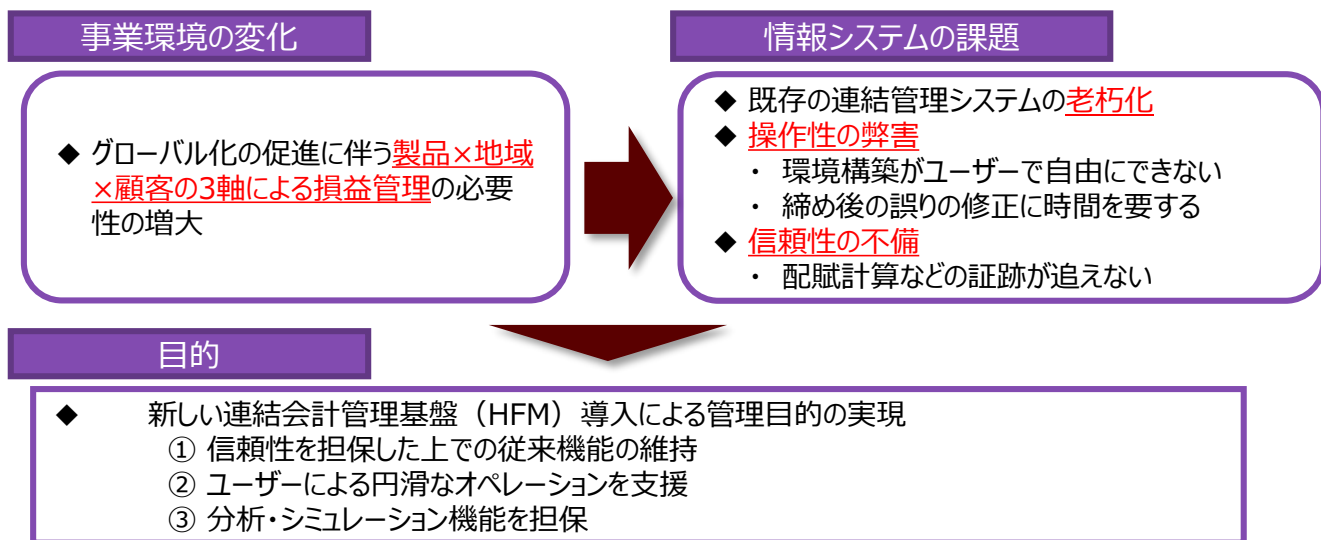 事業環境の変化
◆ グローバル化の促進に伴う製品×地域
×顧客の3軸による損益管理の必要
性の増大
情報システムの課題
◆ 既存の連結管理システムの老朽化
◆ 操作性の弊害
・ 環境構築がユーザーで自由にできない
・ 締め後の誤りの修正に時間を要する
◆ 信頼性の不備
・ 配賦計算などの証跡が追えない
目的
◆ 新しい連結会計管理基盤（HFM）導入による管理目的の実現
① 信頼性を担保した上での従来機能の維持
② ユーザーによる円滑なオペレーションを支援
③ 分析・シミュレーション機能を担保